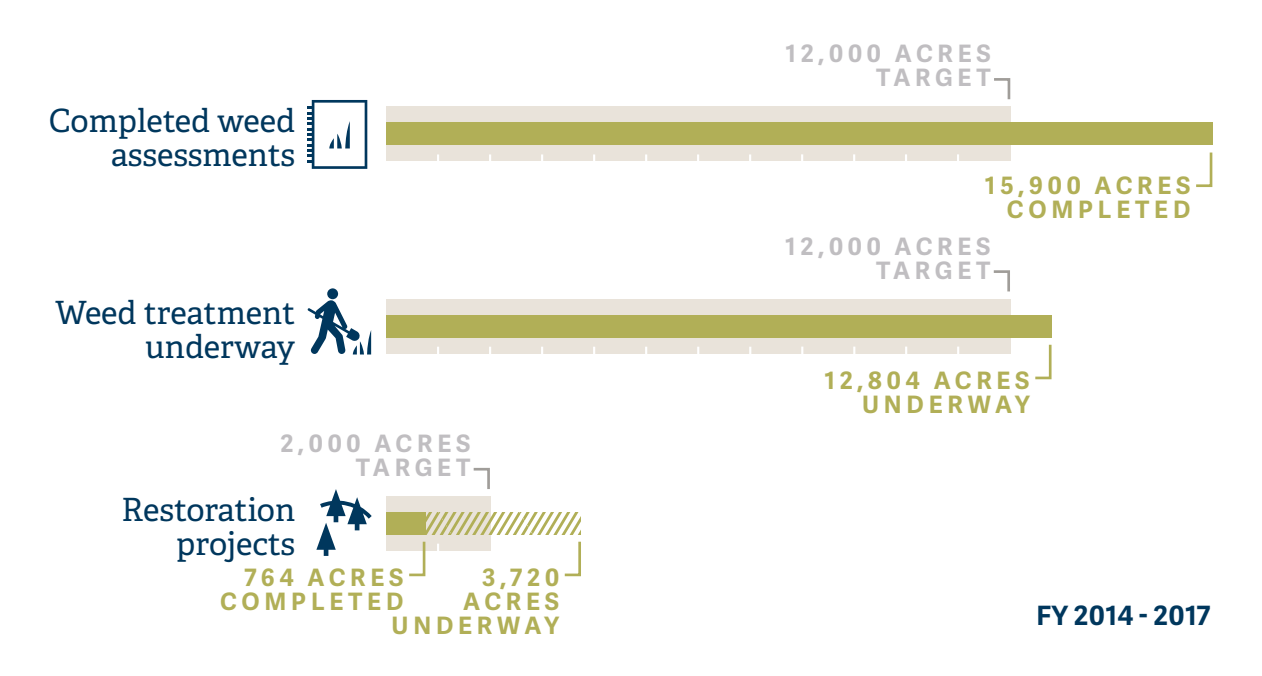 12,000 ACRES
TARGET
Completed weed
assessments
15,900 ACRES
COMPLETED
12,000 ACRES
TARGET
Weed treatment
underway
12,804 ACRES
UNDERWAY
2,000 ACRES
TARGET
Restoration
projects
764 ACRES
COMPLETED
3,720
ACRES
UNDERWAY
FY 2014 - 2017